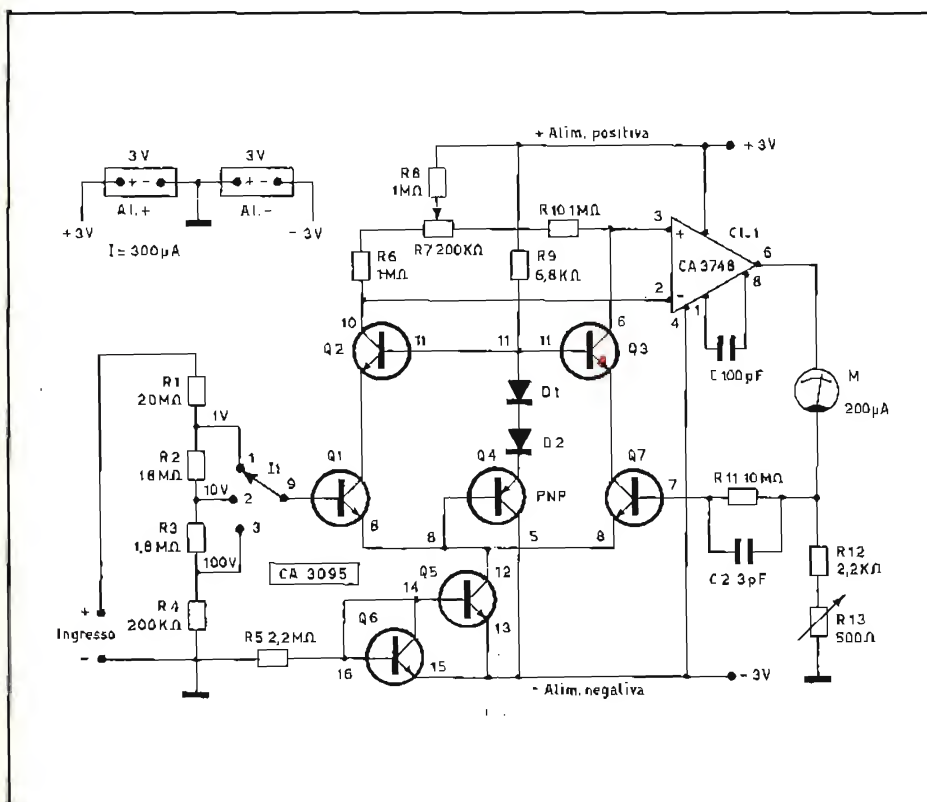 + Alim. positiva
+3V
3V
3V
+ -
+ -
Al.+
Al.-
+3V
-3V
I = 300µA
R8
1MΩ
R7 200KΩ
R10 1MΩ
R6
1MΩ
R9
6,8KΩ
3
+
CI-1
CA 3748
6
8
2
-
1
4
C 100pF
10
6
Q2
11
11
11
Q3
D1
D2
M
200µA
R1
20MΩ
1V
R2
18MΩ
1
I1
9
10V
2
R3
1,8MΩ
3
100V
R4
200KΩ
Q1
8
Q4
8
PNP
5
Q7
7
8
R11 10MΩ
C2 3pF
R12
2,2KΩ
R13
500Ω
CA 3095
+
Ingresso
-
R5 2,2MΩ
14
Q5
12
13
Q6
16
15
- Alim. negativa
-3V